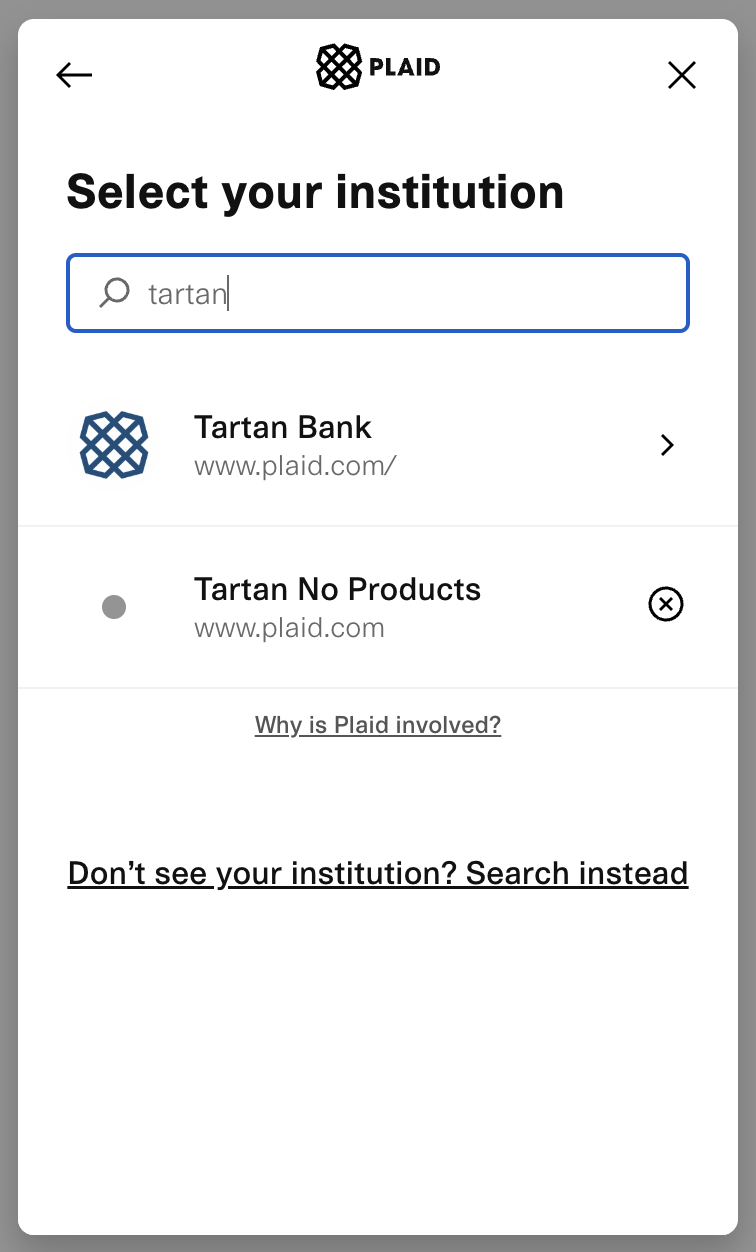 PLAID
Select your institution
tartan
Tartan Bank
www.plaid.com/
Tartan No Products
www.plaid.com
Why is Plaid involved?
Don’t see your institution? Search instead